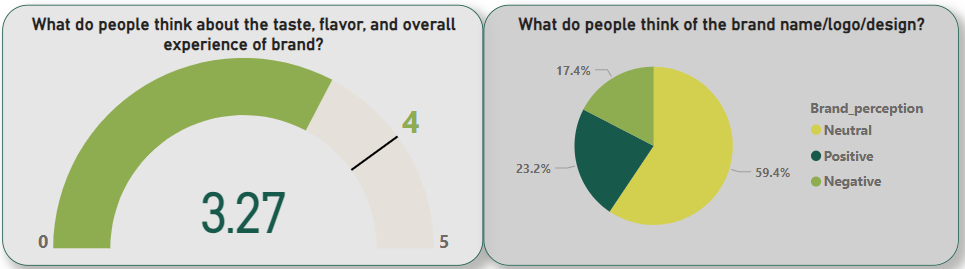 What do people think about the taste, flavor, and overall
experience of brand?
4
3.27
0
5
What do people think of the brand name/logo/design?
17.4%
23.2%
59.4%
Brand_perception
Neutral
Positive
Negative